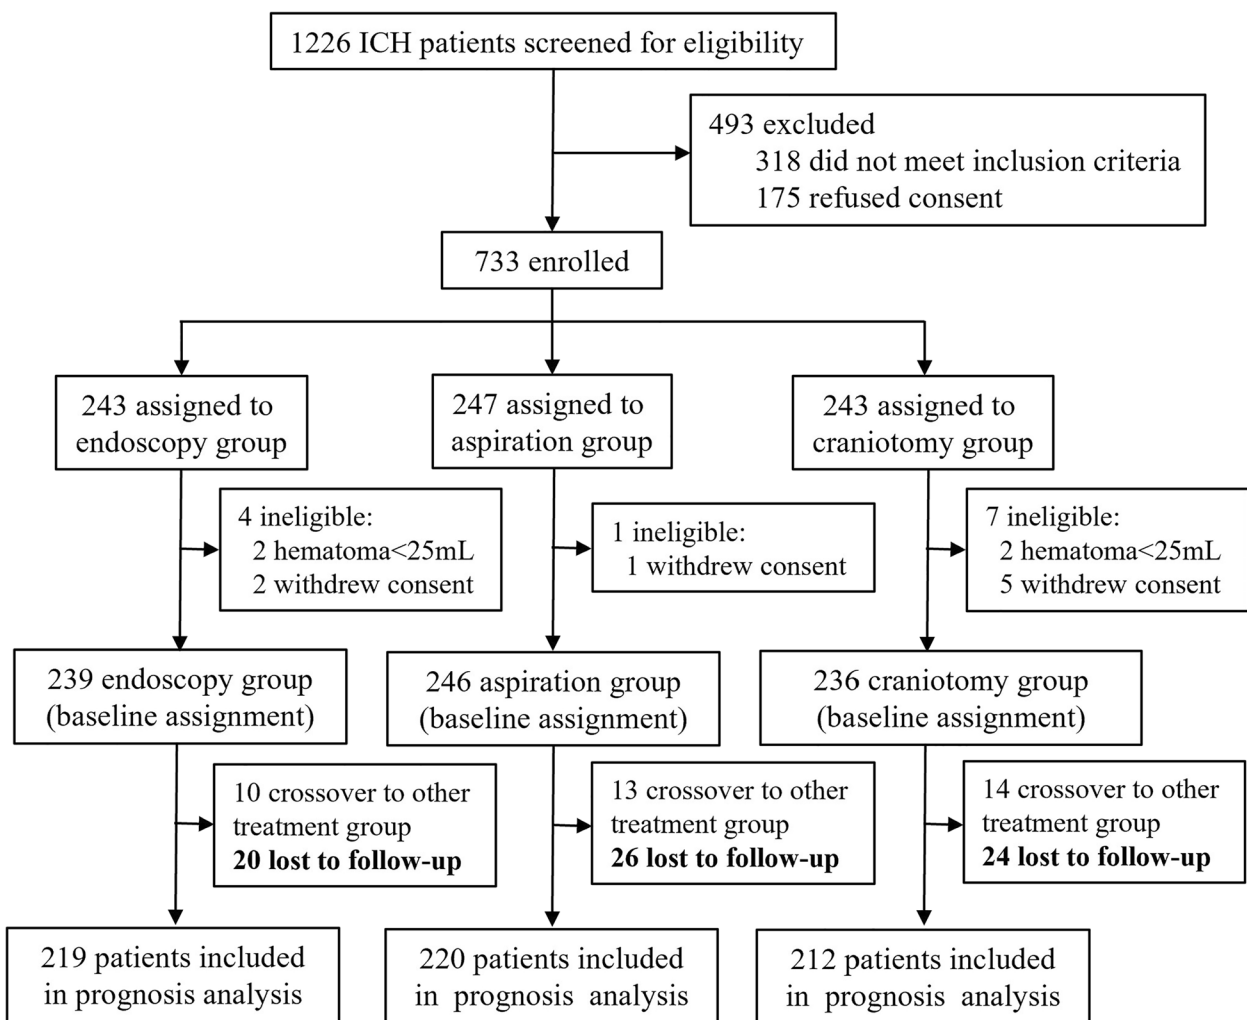 1226 ICH patients screened for eligibility
493 excluded
318 did not meet inclusion criteria
175 refused consent
733 enrolled
243 assigned to
endoscopy group
247 assigned to
aspiration group
243 assigned to
craniotomy group
4 ineligible:
2 hematoma<25mL
2 withdrew consent
1 ineligible:
1 withdrew consent
7 ineligible:
2 hematoma<25mL
5 withdrew consent
239 endoscopy group
(baseline assignment)
246 aspiration group
(baseline assignment)
236 craniotomy group
(baseline assignment)
10 crossover to other
treatment group
20 lost to follow-up
13 crossover to other
treatment group
26 lost to follow-up
14 crossover to other
treatment group
24 lost to follow-up
219 patients included
in prognosis analysis
220 patients included
in prognosis analysis
212 patients included
in prognosis analysis